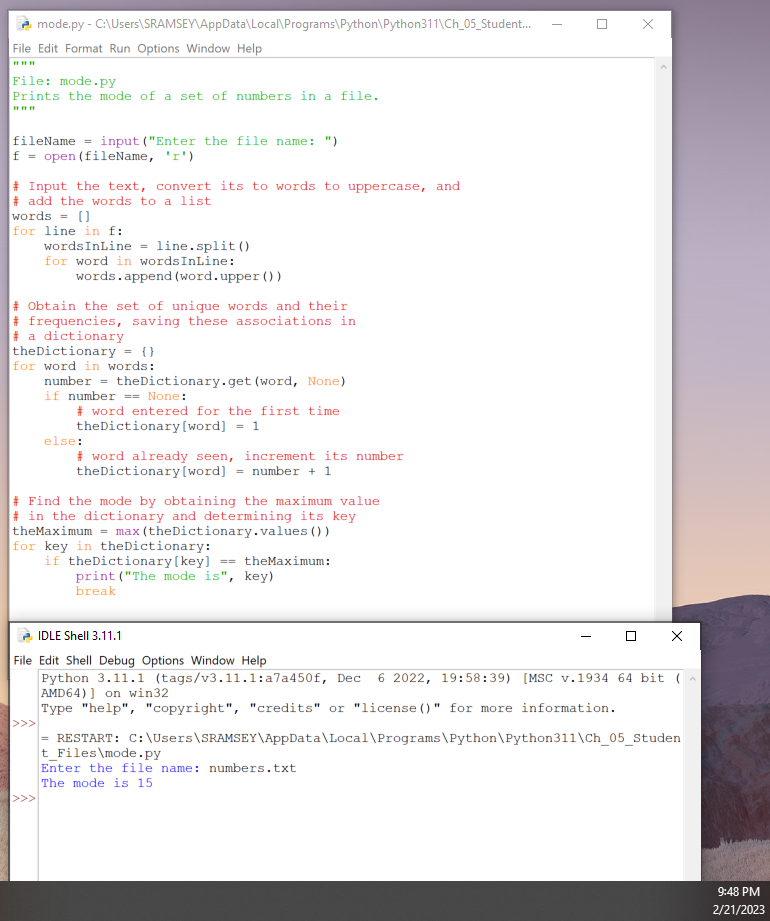 mode.py - C:\Users\SRAMSEY\AppData\Local\Programs\Python\Python311\Ch_05_Student...
File Edit Format Run Options Window Help
"""
File: mode.py
Prints the mode of a set of numbers in a file.
"""
fileName = input("Enter the file name: ")
f = open(fileName, 'r')
# Input the text, convert its to words to uppercase, and
# add the words to a list
words = []
for line in f:
    wordsInLine = line.split()
    for word in wordsInLine:
        words.append(word.upper())
# Obtain the set of unique words and their
# frequencies, saving these associations in
# a dictionary
theDictionary = {}
for word in words:
    number = theDictionary.get(word, None)
    if number == None:
        # word entered for the first time
        theDictionary[word] = 1
    else:
        # word already seen, increment its number
        theDictionary[word] = number + 1
# Find the mode by obtaining the maximum value
# in the dictionary and determining its key
theMaximum = max(theDictionary.values())
for key in theDictionary:
    if theDictionary[key] == theMaximum:
        print("The mode is", key)
        break
IDLE Shell 3.11.1
File Edit Shell Debug Options Window Help
Python 3.11.1 (tags/v3.11.1:a7a450f, Dec  6 2022, 19:58:39) [MSC v.1934 64 bit (
AMD64)] on win32
Type "help", "copyright", "credits" or "license()" for more information.
>>>
= RESTART: C:\Users\SRAMSEY\AppData\Local\Programs\Python\Python311\Ch_05_Studen
t_Files\mode.py
Enter the file name: numbers.txt
The mode is 15
>>>
9:48 PM
2/21/2023